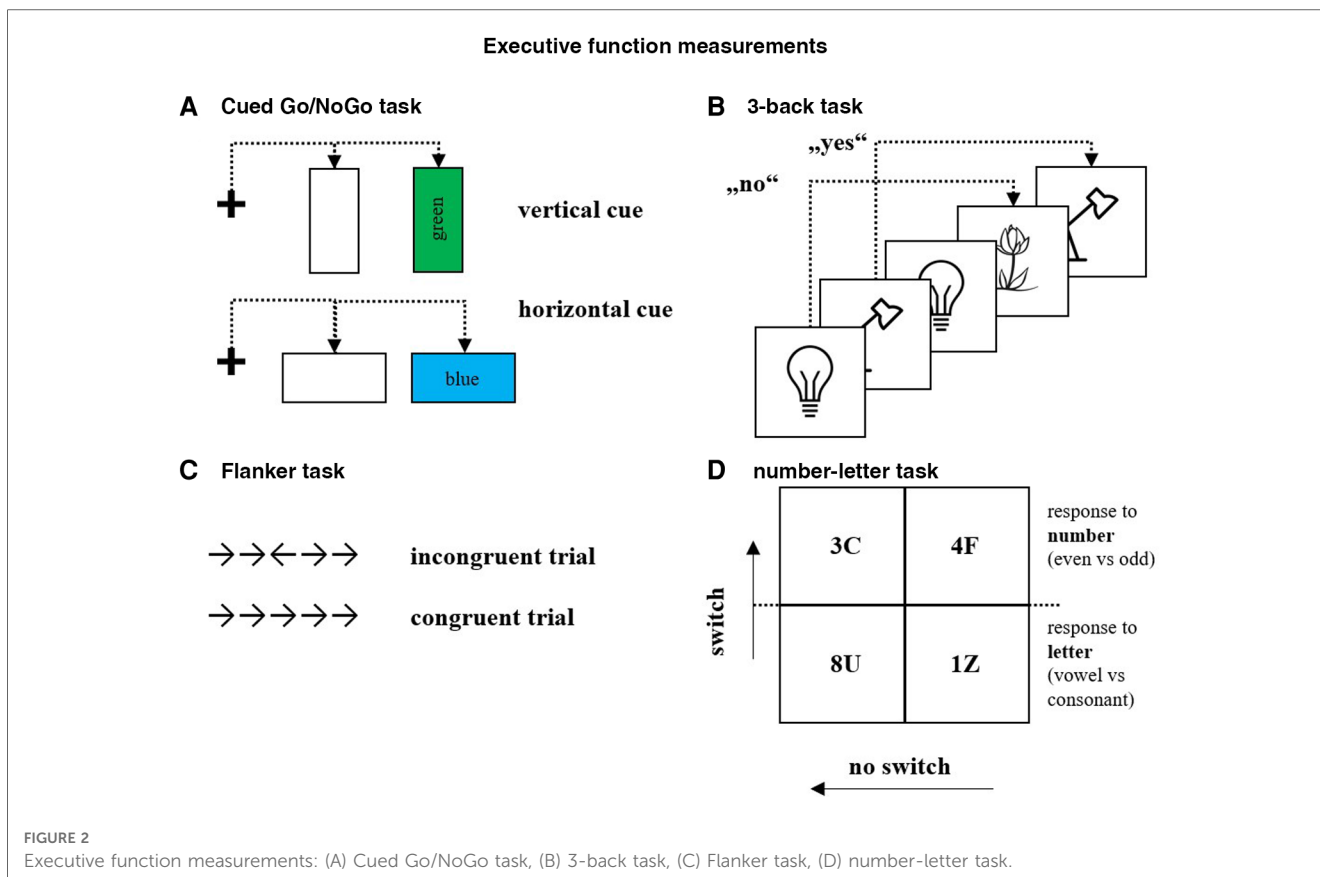 Executive function measurements
A Cued Go/NoGo task
green
vertical cue
horizontal cue
blue
B 3-back task
„yes“
„no“
C Flanker task
→→←→→ incongruent trial
→→→→→ congruent trial
D number-letter task
switch
3C 4F
8U 1Z
response to
number
(even vs odd)
response to
letter
(vowel vs
consonant)
no switch
FIGURE 2
Executive function measurements: (A) Cued Go/NoGo task, (B) 3-back task, (C) Flanker task, (D) number-letter task.